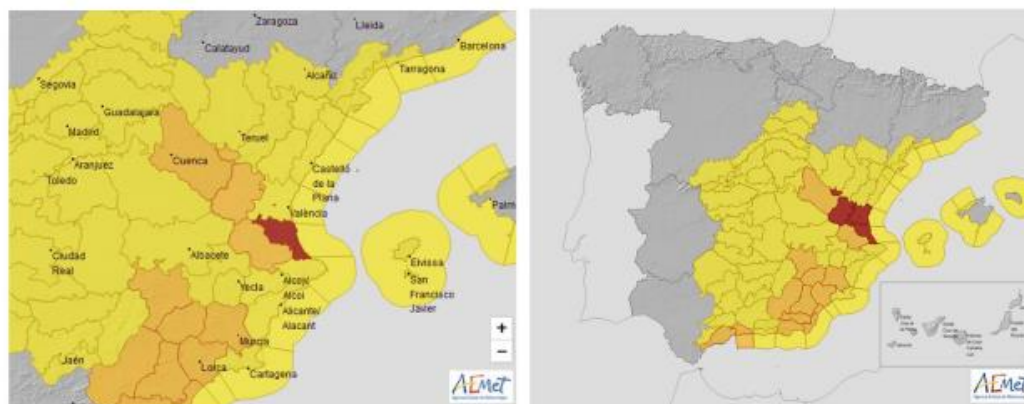 Zaragoza
Lleida
Calatayud
Barcelona
Segovia
Alcañiz
Tarragona
Guadalajara
Madrid
Teruel
Cuenca
Aranjuez
Toledo
Castelló
de la
Plana
València
Palm
Ciudad
Real
Albacete
Eivissa
San
Francisco
Javier
Yecla
Alcoy/
Alcoi
Alicante/
Alacant
Murcia
Jaén
Lorca
Cartagena
+
−
AEmet
AEmet